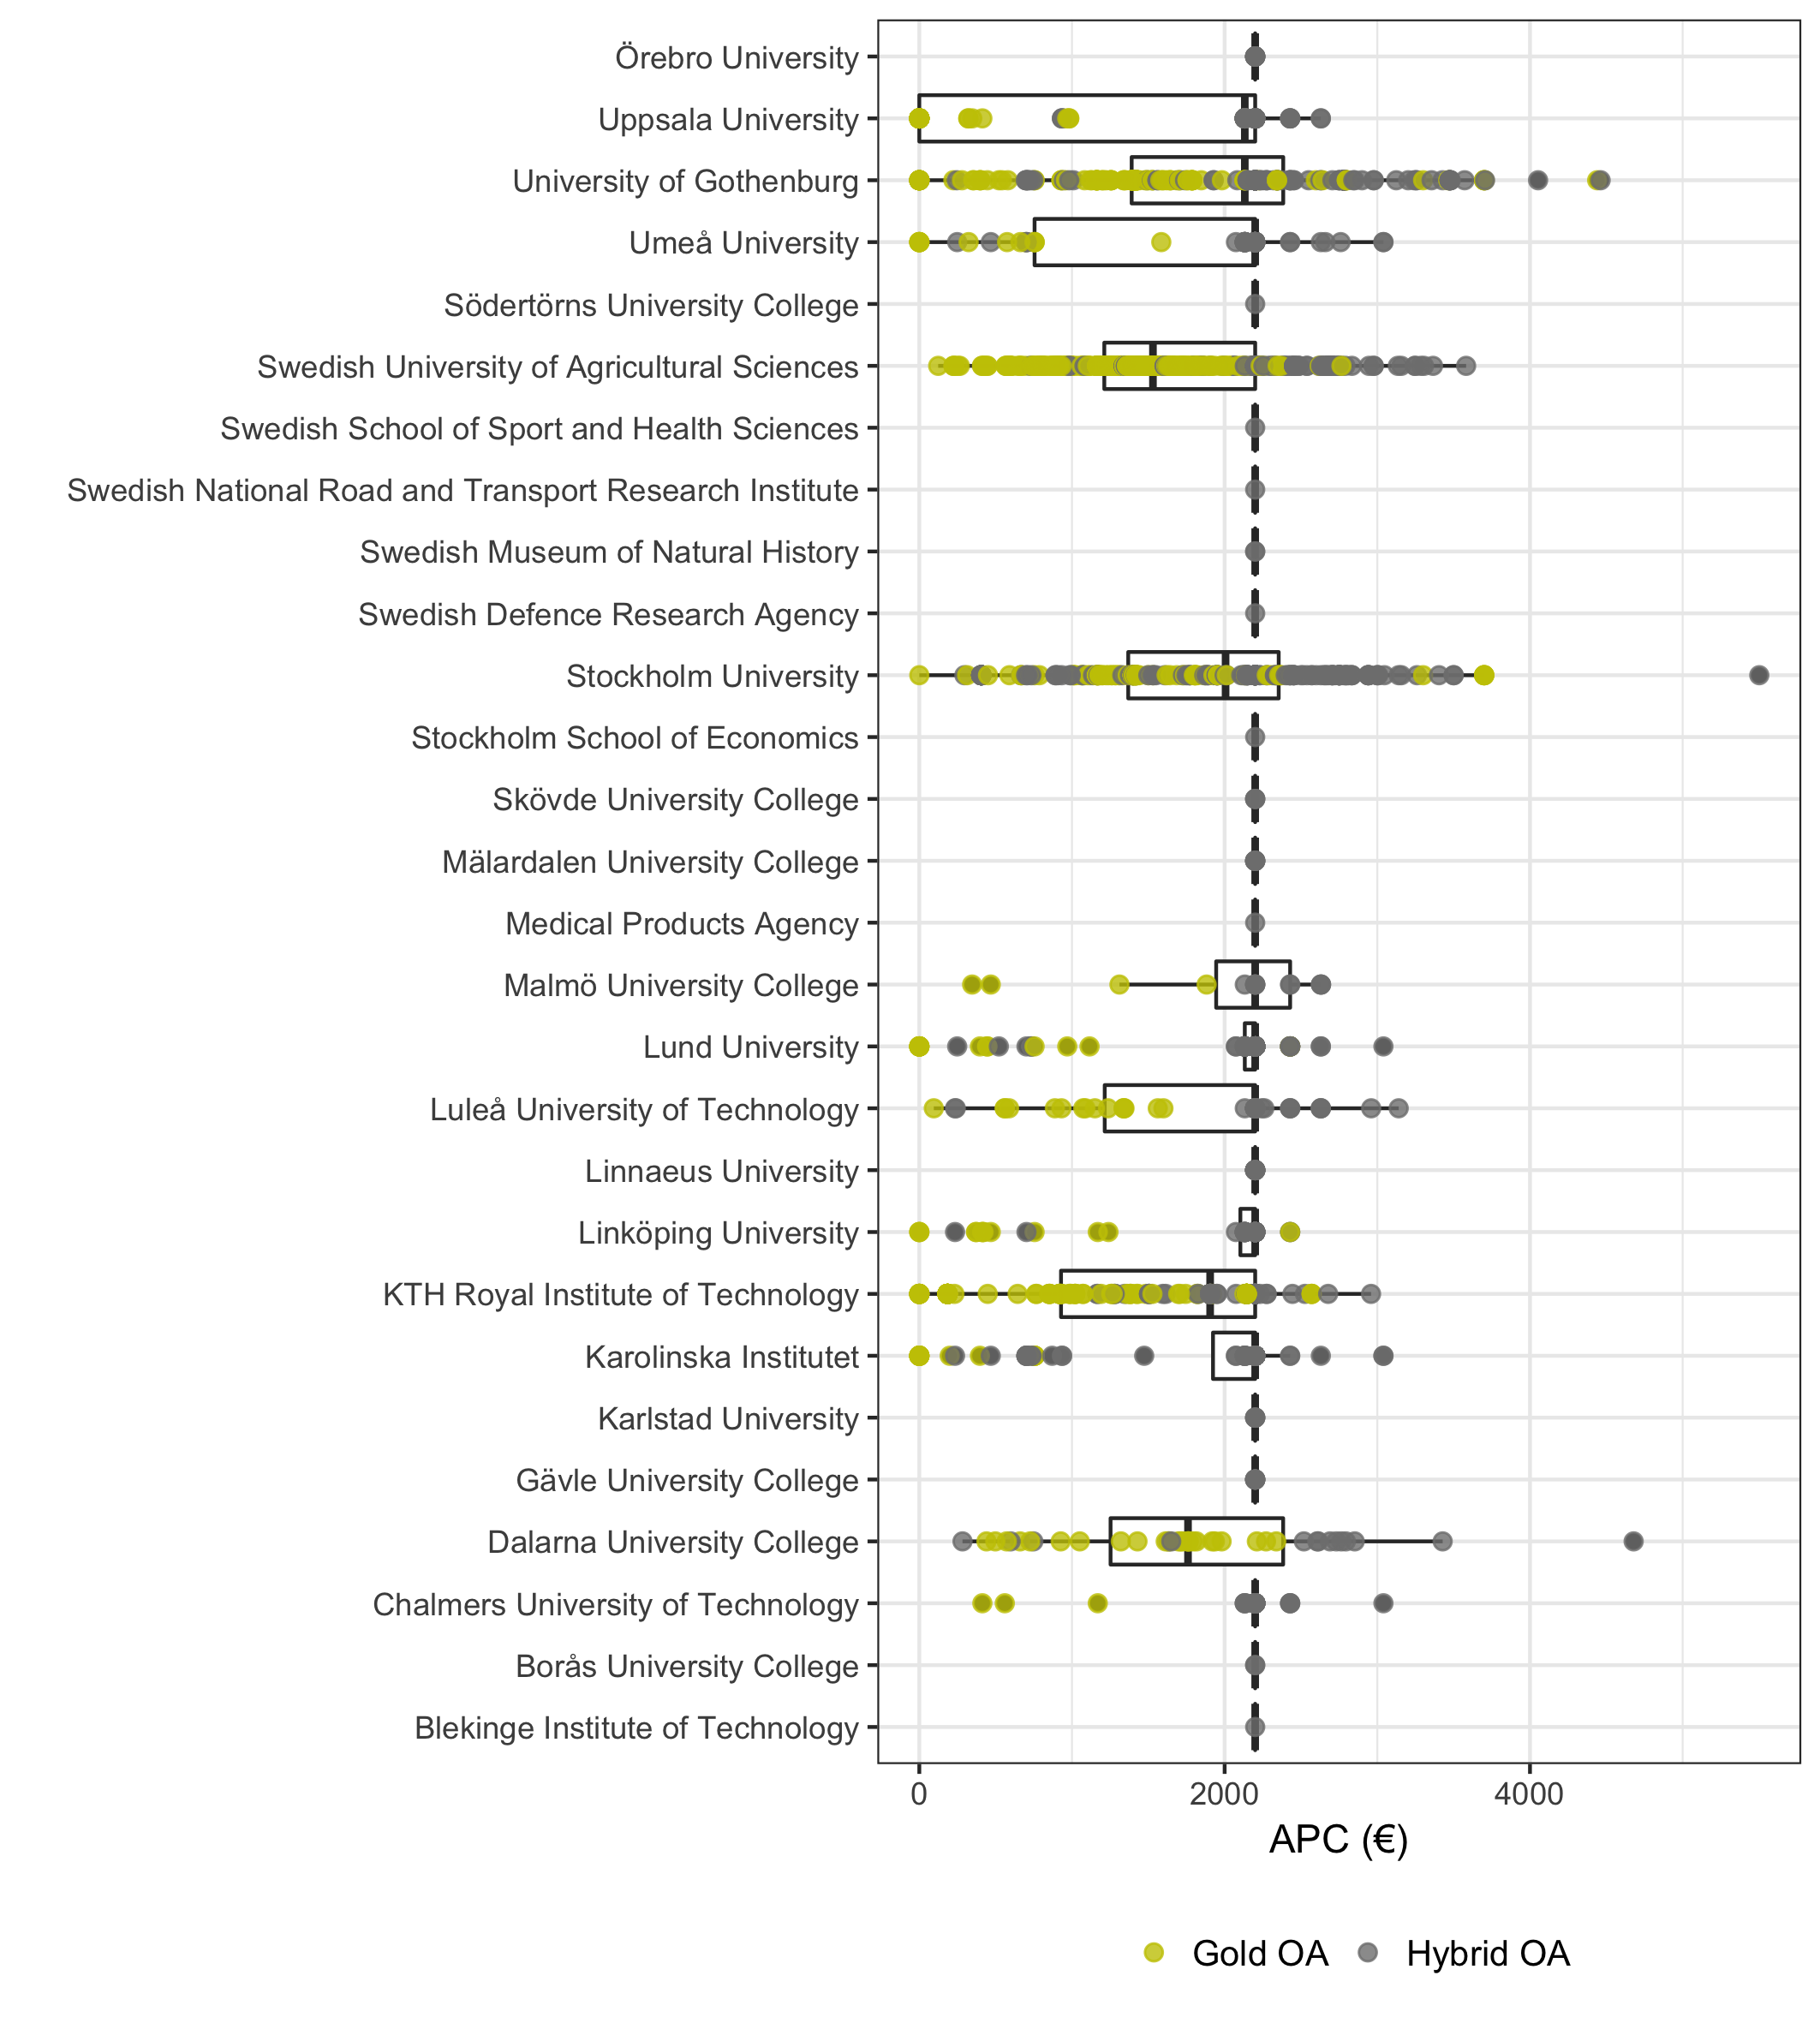 Örebro University
Uppsala University
University of Gothenburg
Umeå University
Södertörns University College
Swedish University of Agricultural Sciences
Swedish School of Sport and Health Sciences
Swedish National Road and Transport Research Institute
Swedish Museum of Natural History
Swedish Defence Research Agency
Stockholm University
Stockholm School of Economics
Skövde University College
Mälardalen University College
Medical Products Agency
Malmö University College
Lund University
Luleå University of Technology
Linnaeus University
Linköping University
KTH Royal Institute of Technology
Karolinska Institutet
Karlstad University
Gävle University College
Dalarna University College
Chalmers University of Technology
Borås University College
Blekinge Institute of Technology
0 2000 4000
APC (€)
Gold OA Hybrid OA